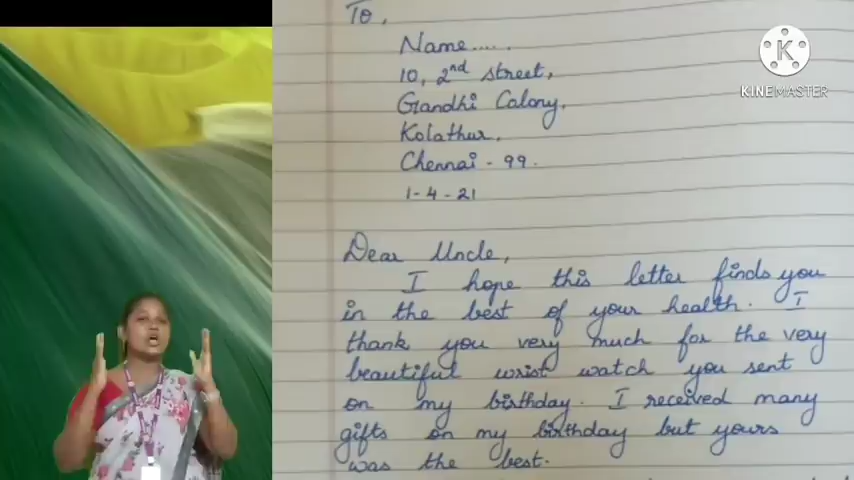 To,
Name.....
10, 2nd street,
Gandhi Calony,
Kolathur,
Chennai - 99.
1-4-21
Dear Uncle,
I hope this letter finds you
in the best of your health. I
thank you very much for the very
beautiful wrist watch you sent
on my birthday. I received many
gifts on my birthday but yours
was the best.
K
KINEMASTER